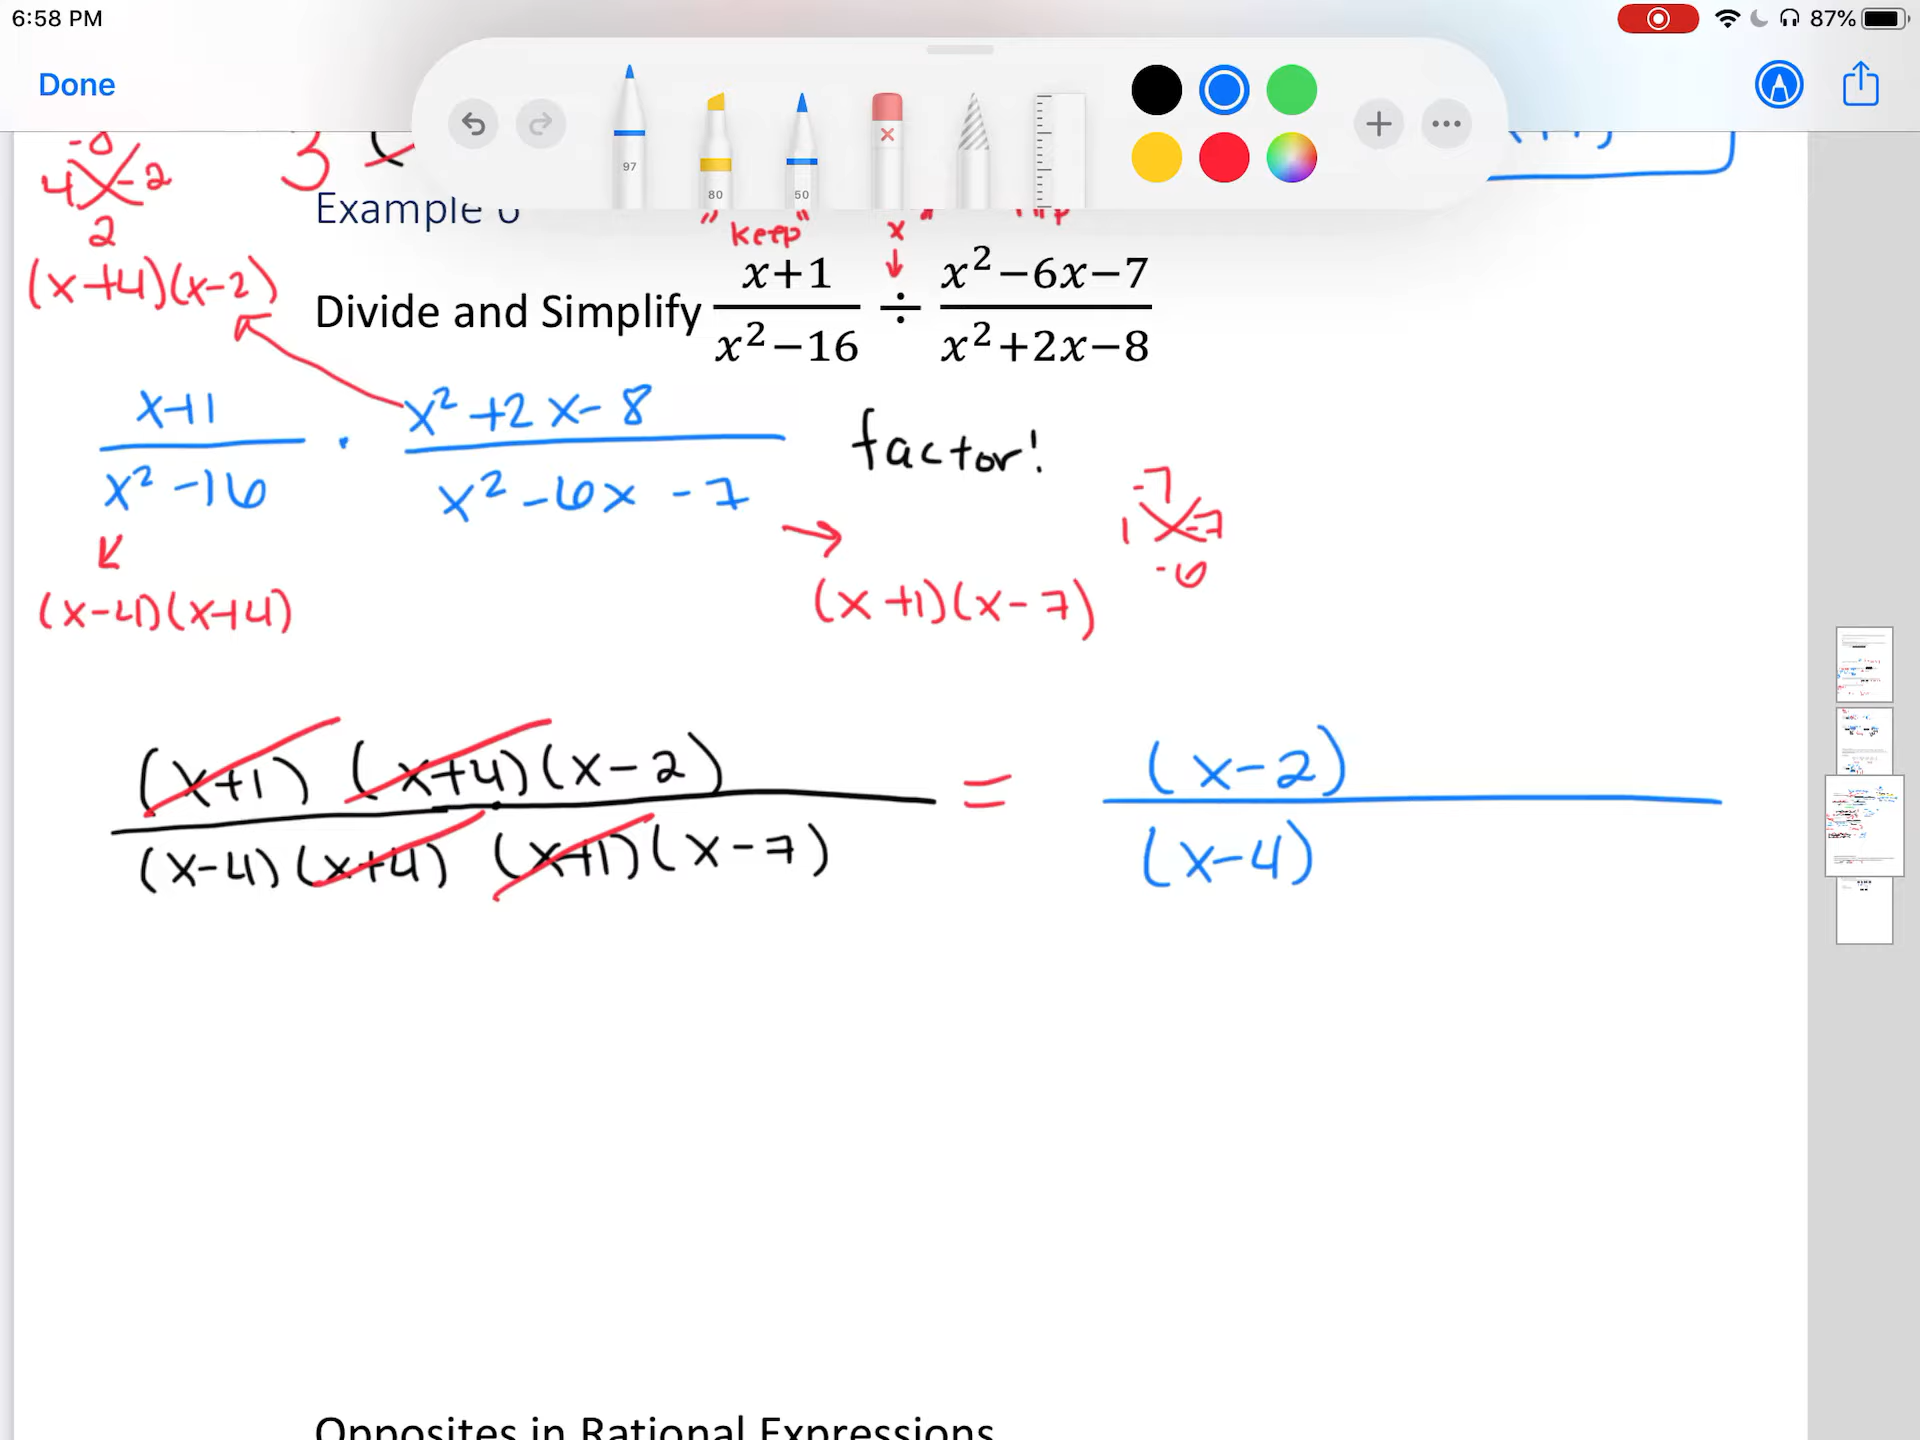 6:58 PM 87%
Done
97 80 50
-8
4 -2
2
3
Example 6
"keep" x
(x+4)(x-2)
Divide and Simplify x+1/x²−16 ÷ x²−6x−7/x²+2x−8
x+1/x²-16 · x²+2x-8/x²-6x-7 factor!
-7
1 -7
-6
(x-4)(x+4) (x+1)(x-7)
(x+1)(x+4)(x-2)/(x-4)(x+4)(x+1)(x-7) = (x-2)/(x-4)
Opposites in Rational Expressions